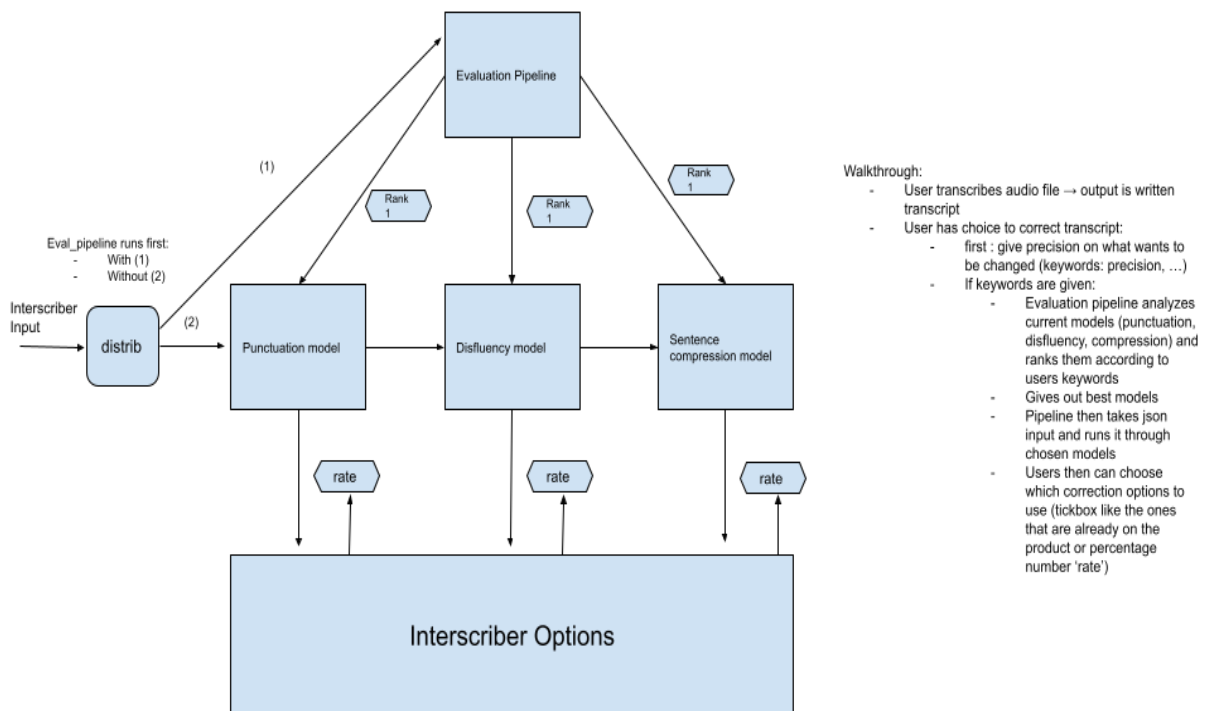 Evaluation Pipeline
(1)
Rank
1
Rank
1
Rank
1
Eval_pipeline runs first:
- With (1)
- Without (2)
Interscriber
Input
distrib
(2)
Punctuation model
Disfluency model
Sentence
compression model
rate
rate
rate
Interscriber Options
Walkthrough:
- User transcribes audio file → output is written
transcript
- User has choice to correct transcript:
- first : give precision on what wants to
be changed (keywords: precision, …)
- If keywords are given:
- Evaluation pipeline analyzes
current models (punctuation,
disfluency, compression) and
ranks them according to
users keywords
- Gives out best models
- Pipeline then takes json
input and runs it through
chosen models
- Users then can choose
which correction options to
use (tickbox like the ones
that are already on the
product or percentage
number ‘rate’)